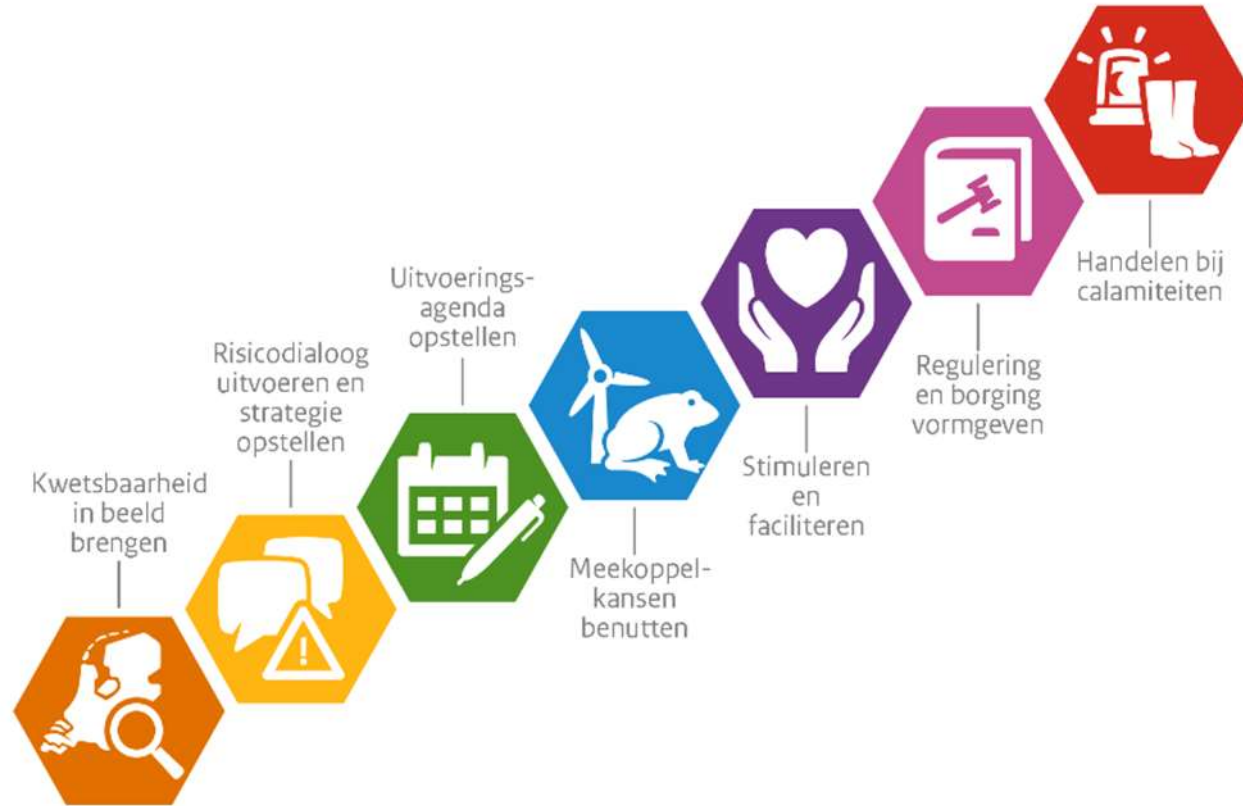 Kwetsbaarheid
in beeld
brengen
Risicodialoog
uitvoeren en
strategie
opstellen
Uitvoerings-
agenda
opstellen
Meekoppel-
kansen
benutten
Stimuleren
en
faciliteren
Regulering
en borging
vormgeven
Handelen bij
calamiteiten